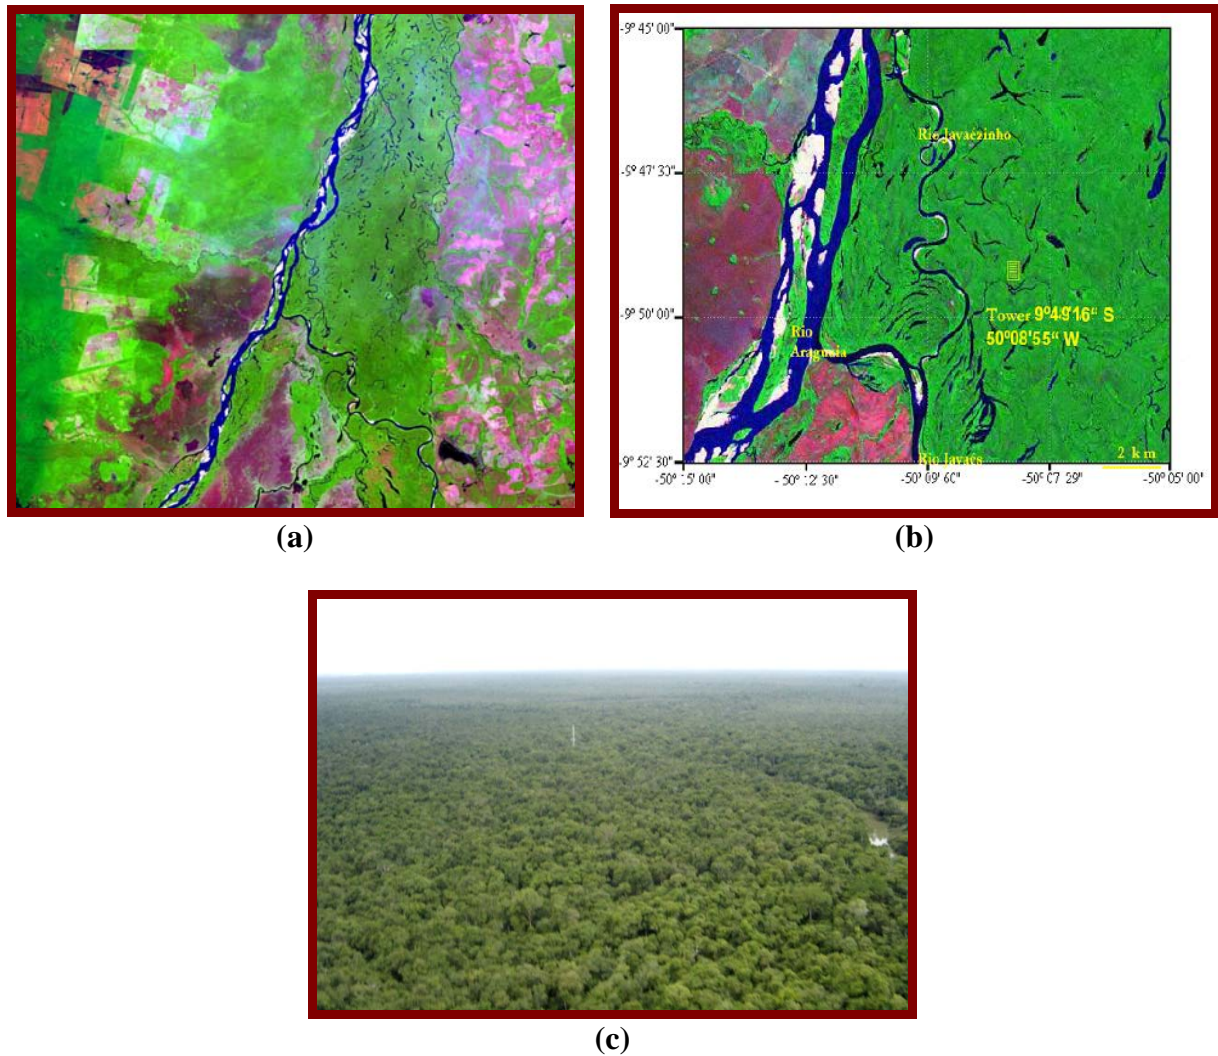 -9° 45' 00"
Rio Javaezinho
-9° 47' 30"
Tower 9°49'16" S
50°08'55" W
-9° 50' 00"
Rio
Araguaia
Rio Javaés
-9° 52' 30"
2 km
-50° 15' 00"
-50° 12' 30"
-50° 09' 60"
-50° 07' 29"
-50° 05' 00"
(a)
(b)
(c)